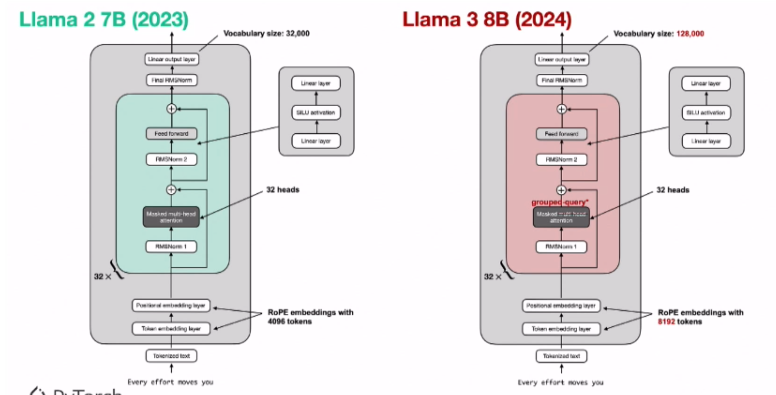 Llama 2 7B (2023)
Vocabulary size: 32,000
Linear output layer
Final RMSNorm
Linear layer
SiLU activation
Linear layer
Feed forward
RMSNorm 2
32 heads
Masked multi-head
attention
RMSNorm 1
32 ×
Positional embedding layer
RoPE embeddings with
4096 tokens
Token embedding layer
Tokenized text
Every effort moves you
PyTorch
Llama 3 8B (2024)
Vocabulary size: 128,000
Linear output layer
Final RMSNorm
Linear layer
SiLU activation
Linear layer
Feed forward
RMSNorm 2
32 heads
grouped-query*
Masked multi-head
attention
RMSNorm 1
32 ×
Positional embedding layer
RoPE embeddings with
8192 tokens
Token embedding layer
Tokenized text
Every effort moves you